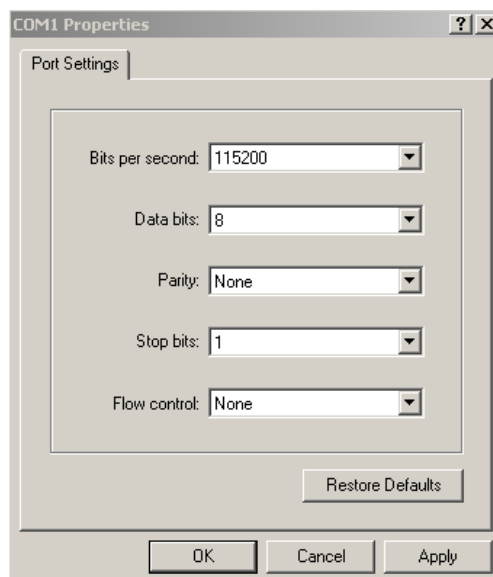 COM1 Properties
Port Settings
Bits per second: 115200
Data bits: 8
Parity: None
Stop bits: 1
Flow control: None
Restore Defaults
OK Cancel Apply